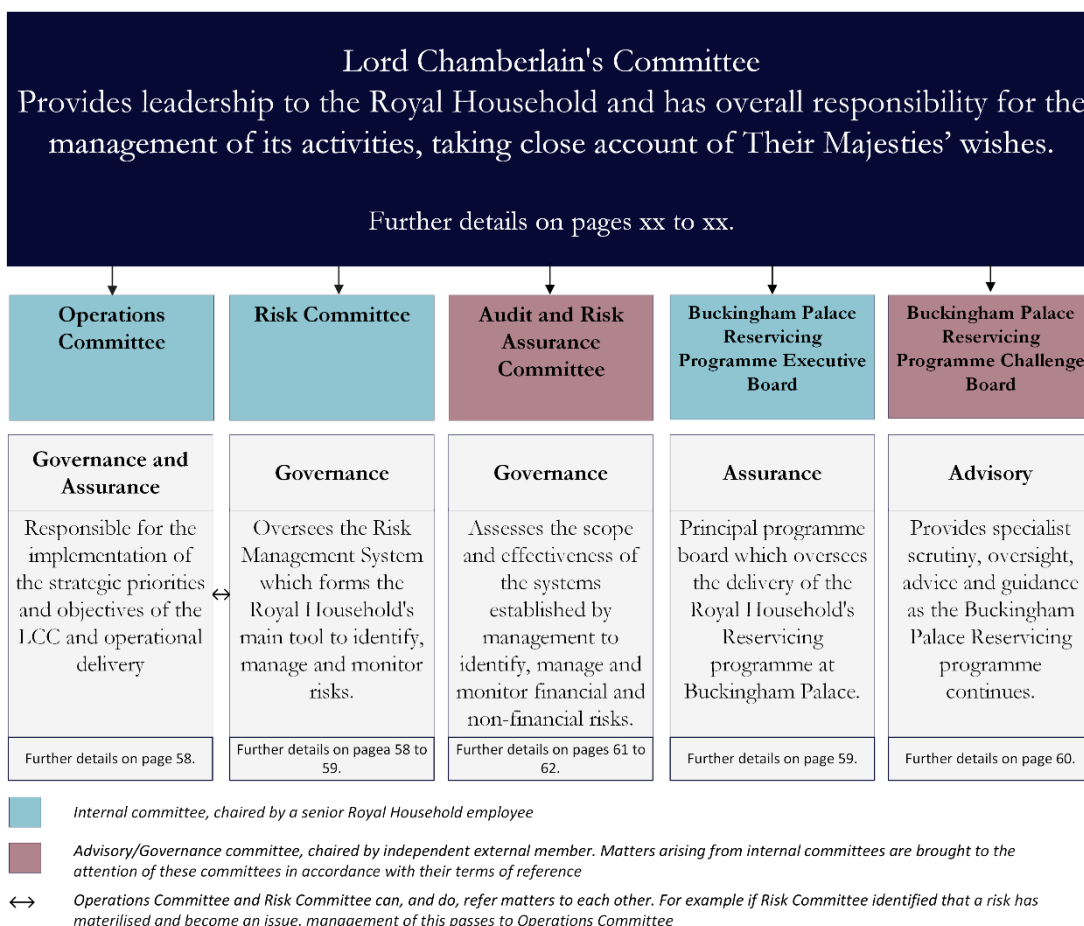 Lord Chamberlain's Committee
Provides leadership to the Royal Household and has overall responsibility for the
management of its activities, taking close account of Their Majesties’ wishes.
Further details on pages xx to xx.
Operations
Committee
Risk Committee
Audit and Risk
Assurance
Committee
Buckingham Palace
Reservicing
Programme Executive
Board
Buckingham Palace
Reservicing
Programme Challenge
Board
Governance and
Assurance
Responsible for the
implementation of
the strategic priorities
and objectives of the
LCC and operational
delivery
Further details on page 58.
↔
Governance
Oversees the Risk
Management System
which forms the
Royal Household's
main tool to identify,
manage and monitor
risks.
Further details on pagea 58 to
59.
Governance
Assesses the scope
and effectiveness of
the systems
established by
management to
identify, manage and
monitor financial and
non-financial risks.
Further details on pages 61 to
62.
Assurance
Principal programme
board which oversees
the delivery of the
Royal Household's
Reservicing
programme at
Buckingham Palace.
Further details on page 59.
Advisory
Provides specialist
scrutiny, oversight,
advice and guidance
as the Buckingham
Palace Reservicing
programme
continues.
Further details on page 60.
Internal committee, chaired by a senior Royal Household employee
Advisory/Governance committee, chaired by independent external member. Matters arising from internal committees are brought to the
attention of these committees in accordance with their terms of reference
↔ Operations Committee and Risk Committee can, and do, refer matters to each other. For example if Risk Committee identified that a risk has
materilised and become an issue, management of this passes to Operations Committee